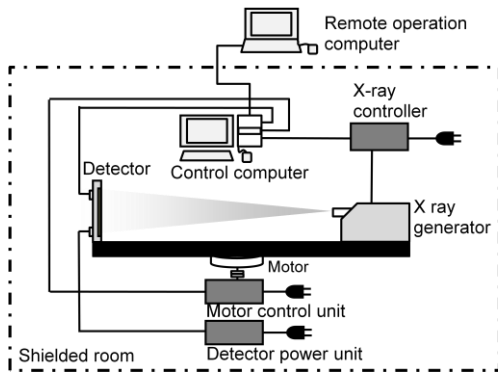 Remote operation
computer
X-ray
controller
Detector
Control computer
X ray
generator
Motor
Motor control unit
Detector power unit
Shielded room